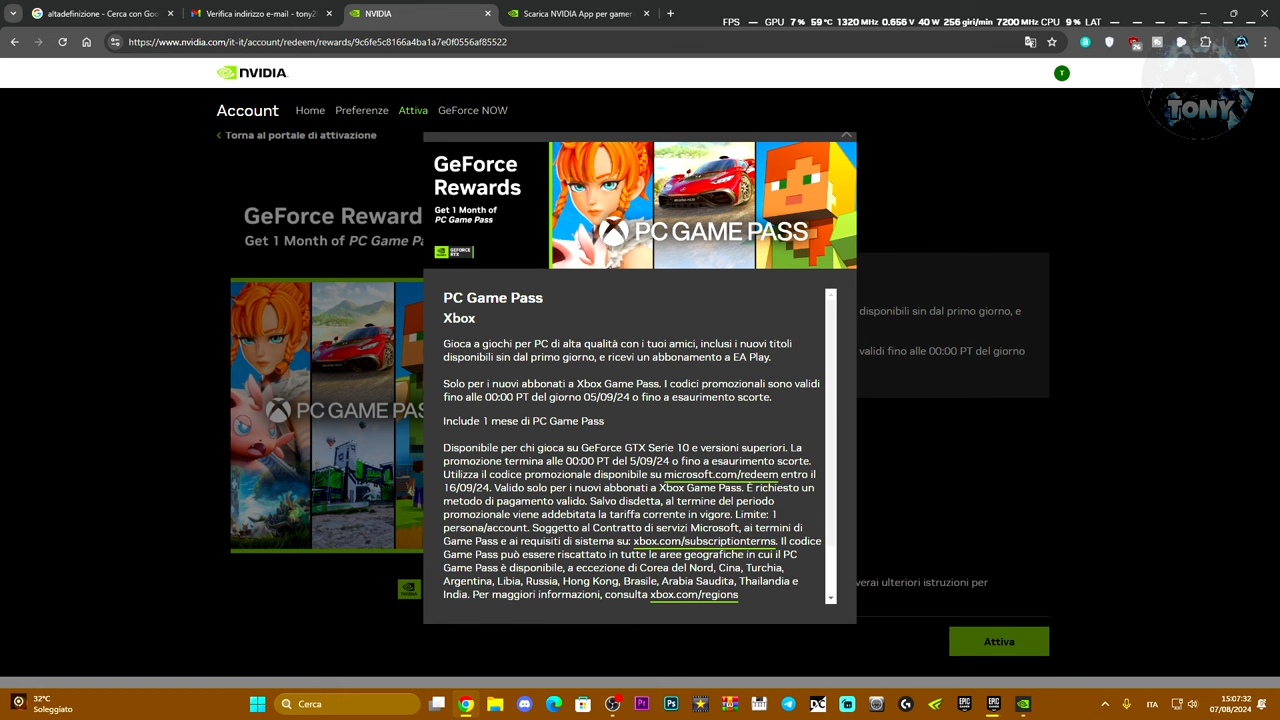 altadefinizione - Cerca con Goo
Verifica indirizzo e-mail - tony2
NVIDIA
Scarica NVIDIA App per gamer
FPS — GPU 7 % 59 °C 1320 MHz 0.656 V 40 W 256 giri/min 7200 MHz CPU 9 % LAT — — — — —
https://www.nvidia.com/it-it/account/redeem/rewards/9c6fe5c8166a4ba1a7e0f0556af85522
26
NVIDIA.
T
TONY
Account Home Preferenze Attiva GeForce NOW
Torna al portale di attivazione
GeForce Reward
Get 1 Month of PC Game Pa
PC GAME PAS
GeForce
Rewards
Get 1 Month of
PC Game Pass
NVIDIA GEFORCE RTX
PC GAME PASS
PC Game Pass
Xbox
Gioca a giochi per PC di alta qualità con i tuoi amici, inclusi i nuovi titoli
disponibili sin dal primo giorno, e ricevi un abbonamento a EA Play.
Solo per i nuovi abbonati a Xbox Game Pass. I codici promozionali sono validi
fino alle 00:00 PT del giorno 05/09/24 o fino a esaurimento scorte.
Include 1 mese di PC Game Pass
Disponibile per chi gioca su GeForce GTX Serie 10 e versioni superiori. La
promozione termina alle 00:00 PT del 5/09/24 o fino a esaurimento scorte.
Utilizza il codice promozionale disponibile su microsoft.com/redeem entro il
16/09/24. Valido solo per i nuovi abbonati a Xbox Game Pass. È richiesto un
metodo di pagamento valido. Salvo disdetta, al termine del periodo
promozionale viene addebitata la tariffa corrente in vigore. Limite: 1
persona/account. Soggetto al Contratto di servizi Microsoft, ai termini di
Game Pass e ai requisiti di sistema su: xbox.com/subscriptionterms. Il codice
Game Pass può essere riscattato in tutte le aree geografiche in cui il PC
Game Pass è disponibile, a eccezione di Corea del Nord, Cina, Turchia,
Argentina, Libia, Russia, Hong Kong, Brasile, Arabia Saudita, Thailandia e
India. Per maggiori informazioni, consulta xbox.com/regions
disponibili sin dal primo giorno, e
validi fino alle 00:00 PT del giorno
verai ulteriori istruzioni per
Attiva
32°C
Soleggiato
Cerca
Pr
Ps
DC
EPIC
EPIC
ITA
15:07:32
07/08/2024